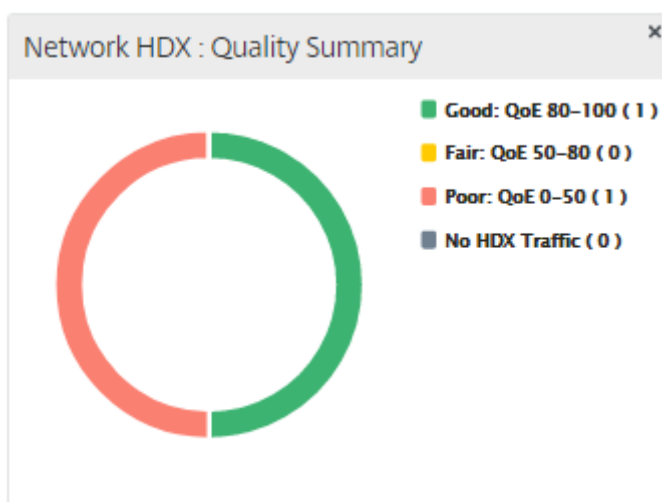 Network HDX : Quality Summary
Good: QoE 80–100 ( 1 )
Fair: QoE 50–80 ( 0 )
Poor: QoE 0–50 ( 1 )
No HDX Traffic ( 0 )